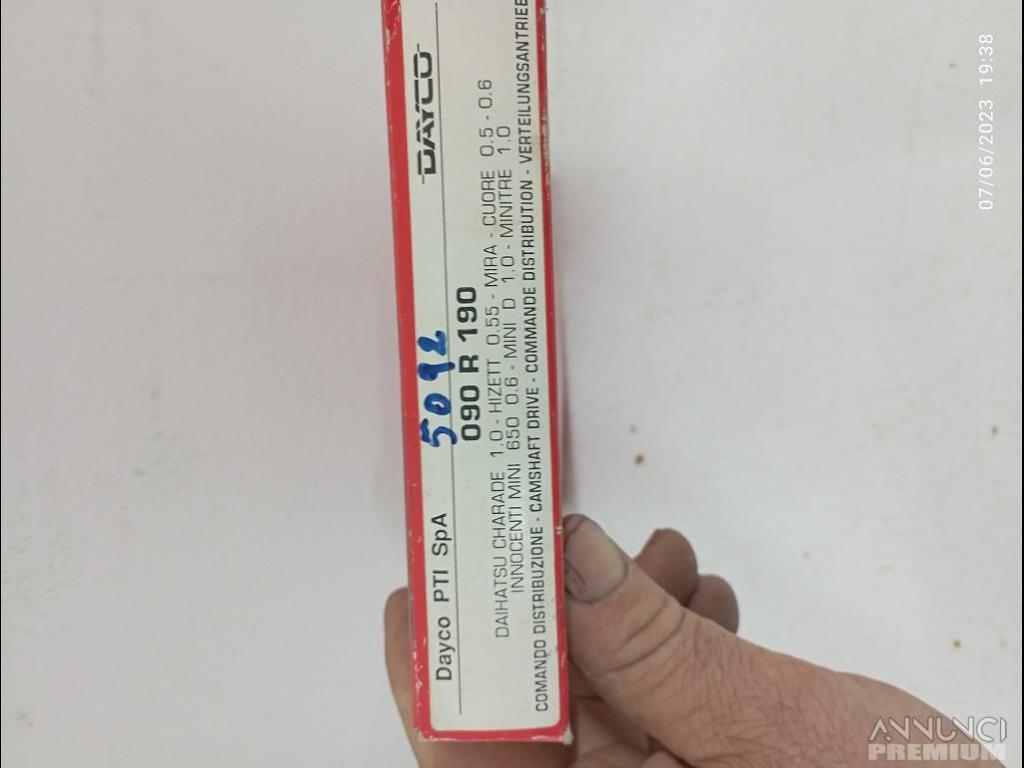 Dayco PTI SpA 5092 DAYCO
090 R 190
DAIHATSU CHARADE 1.0 - HIZETT 0.55 - MIRA - CUORE 0.5 - 0.6
INNOCENTI MINI 650 0.6 - MINI D 1.0 - MINITRE 1.0
COMANDO DISTRIBUZIONE - CAMSHAFT DRIVE - COMMANDE DISTRIBUTION - VERTEILUNGSANTRIEB
07/06/2023 19:38
ANNUNCI
PREMIUM